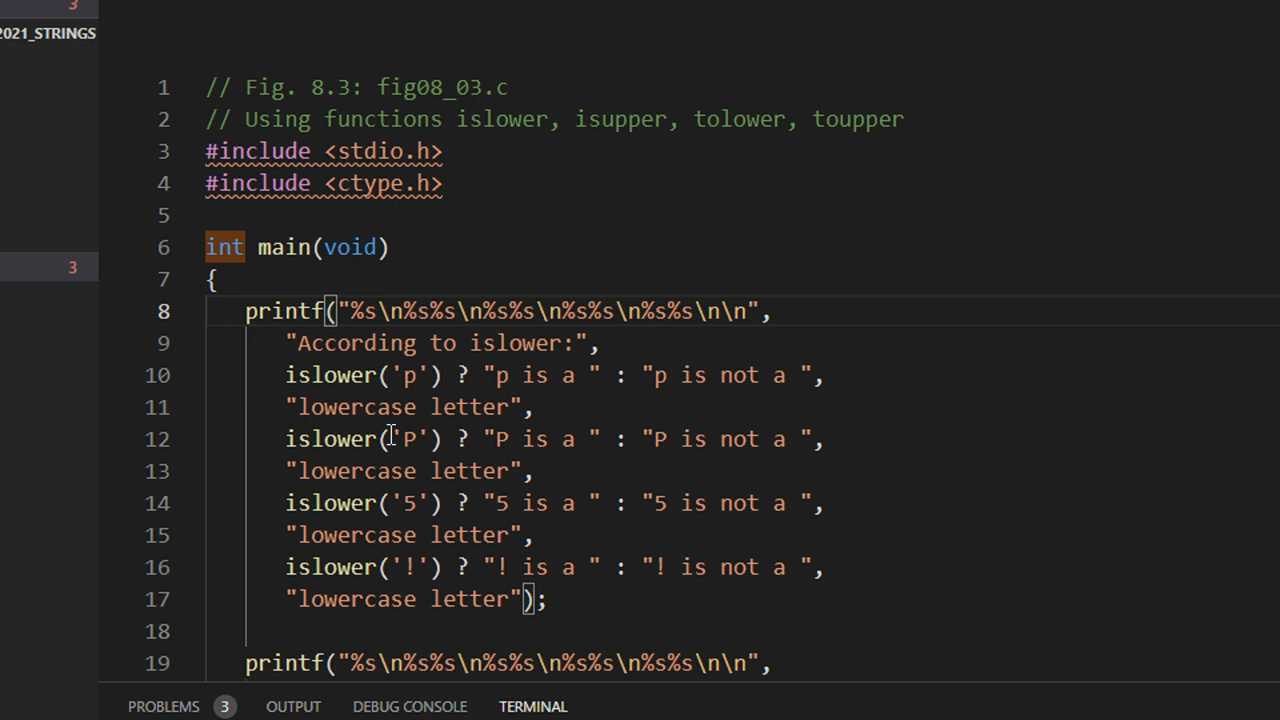 3
2021_STRINGS
3
1 // Fig. 8.3: fig08_03.c
2 // Using functions islower, isupper, tolower, toupper
3 #include <stdio.h>
4 #include <ctype.h>
5
6 int main(void)
7 {
8 printf("%s\n%s%s\n%s%s\n%s%s\n%s%s\n\n",
9 "According to islower:",
10 islower('p') ? "p is a " : "p is not a ",
11 "lowercase letter",
12 islower('P') ? "P is a " : "P is not a ",
13 "lowercase letter",
14 islower('5') ? "5 is a " : "5 is not a ",
15 "lowercase letter",
16 islower('!') ? "! is a " : "! is not a ",
17 "lowercase letter");
18
19 printf("%s\n%s%s\n%s%s\n%s%s\n%s%s\n\n",
PROBLEMS 3 OUTPUT DEBUG CONSOLE TERMINAL